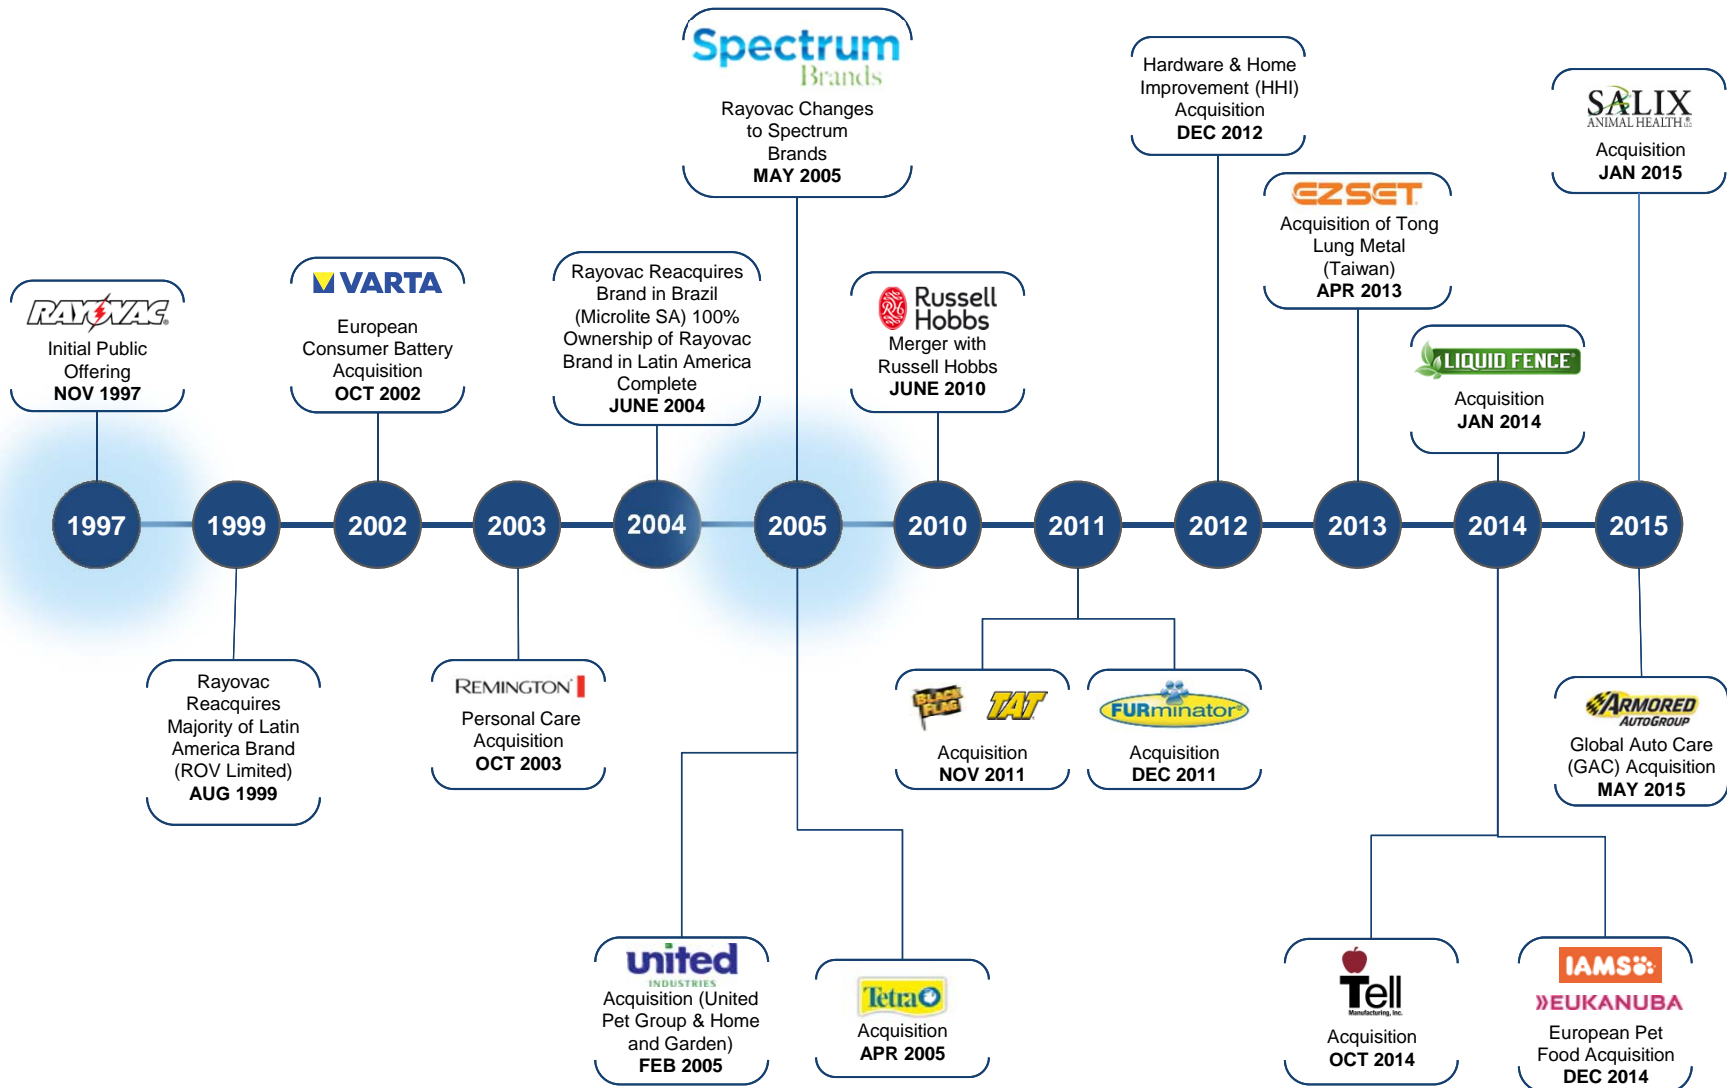 Spectrum
Brands
Rayovac Changes
to Spectrum
Brands
MAY 2005
Hardware & Home
Improvement (HHI)
Acquisition
DEC 2012
SALIX
ANIMAL HEALTH
Acquisition
JAN 2015
EZSET
Acquisition of Tong
Lung Metal
(Taiwan)
APR 2013
RAYOVAC
Initial Public
Offering
NOV 1997
VARTA
European
Consumer Battery
Acquisition
OCT 2002
Rayovac Reacquires
Brand in Brazil
(Microlite SA) 100%
Ownership of Rayovac
Brand in Latin America
Complete
JUNE 2004
Russell
Hobbs
Merger with
Russell Hobbs
JUNE 2010
LIQUID FENCE®
Acquisition
JAN 2014
1997 1999 2002 2003 2004 2005 2010 2011 2012 2013 2014 2015
Rayovac
Reacquires
Majority of Latin
America Brand
(ROV Limited)
AUG 1999
REMINGTON
Personal Care
Acquisition
OCT 2003
BLACK
FLAG
TAT
Acquisition
NOV 2011
FURminator®
Acquisition
DEC 2011
ARMORED
AUTOGROUP
Global Auto Care
(GAC) Acquisition
MAY 2015
united
INDUSTRIES
Acquisition (United
Pet Group & Home
and Garden)
FEB 2005
Tetra
Acquisition
APR 2005
Tell
Manufacturing, Inc.
Acquisition
OCT 2014
IAMS
»EUKANUBA
European Pet
Food Acquisition
DEC 2014